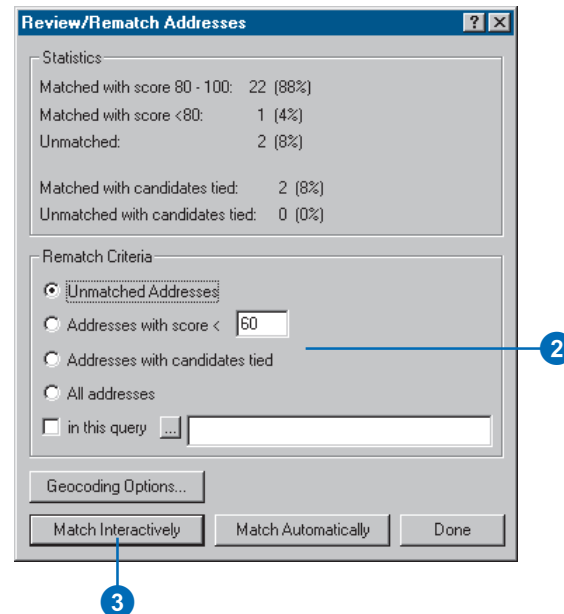 Review/Rematch Addresses
Statistics
Matched with score 80 - 100: 22 (88%)
Matched with score <80: 1 (4%)
Unmatched: 2 (8%)
Matched with candidates tied: 2 (8%)
Unmatched with candidates tied: 0 (0%)
Rematch Criteria
Unmatched Addresses
Addresses with score < 60
2
Addresses with candidates tied
All addresses
in this query ...
Geocoding Options...
Match Interactively Match Automatically Done
3